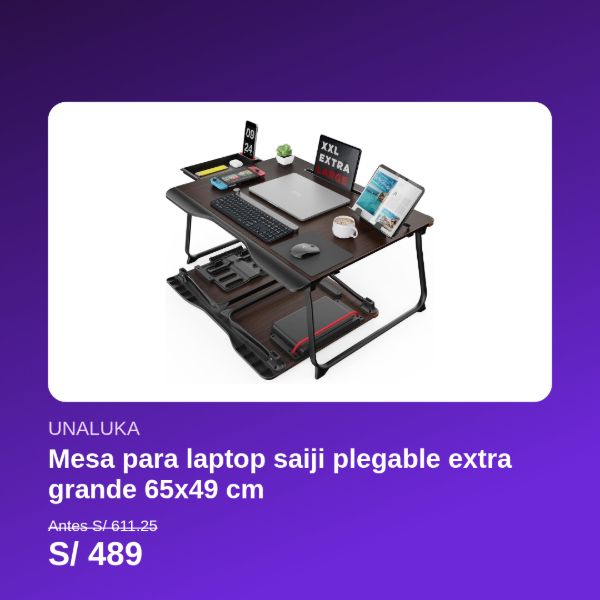 09
24
XXL
EXTRA
LARGE
UNALUKA
Mesa para laptop saiji plegable extra
grande 65x49 cm
Antes S/ 611.25
S/ 489